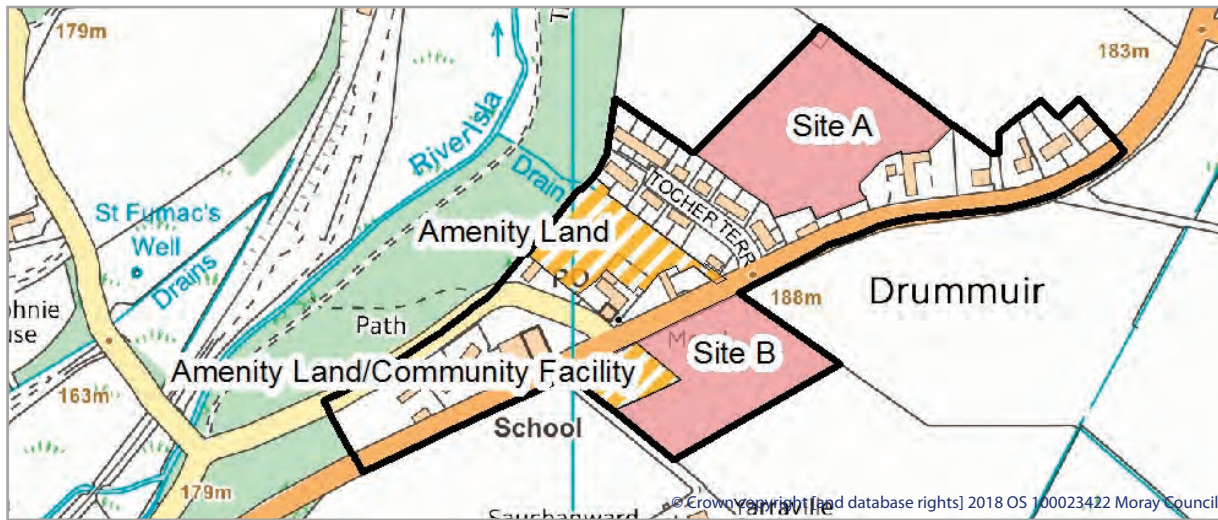 179m
183m
River Isla
Site A
St Fumac's
Well
Drains
Drain
TOCHER TERR
Amenity Land
PO
188m
Drummuir
Path
Site B
Amenity Land/Community Facility
163m
School
179m
© Crown copyright [and database rights] 2018 OS 100023422 Moray Council